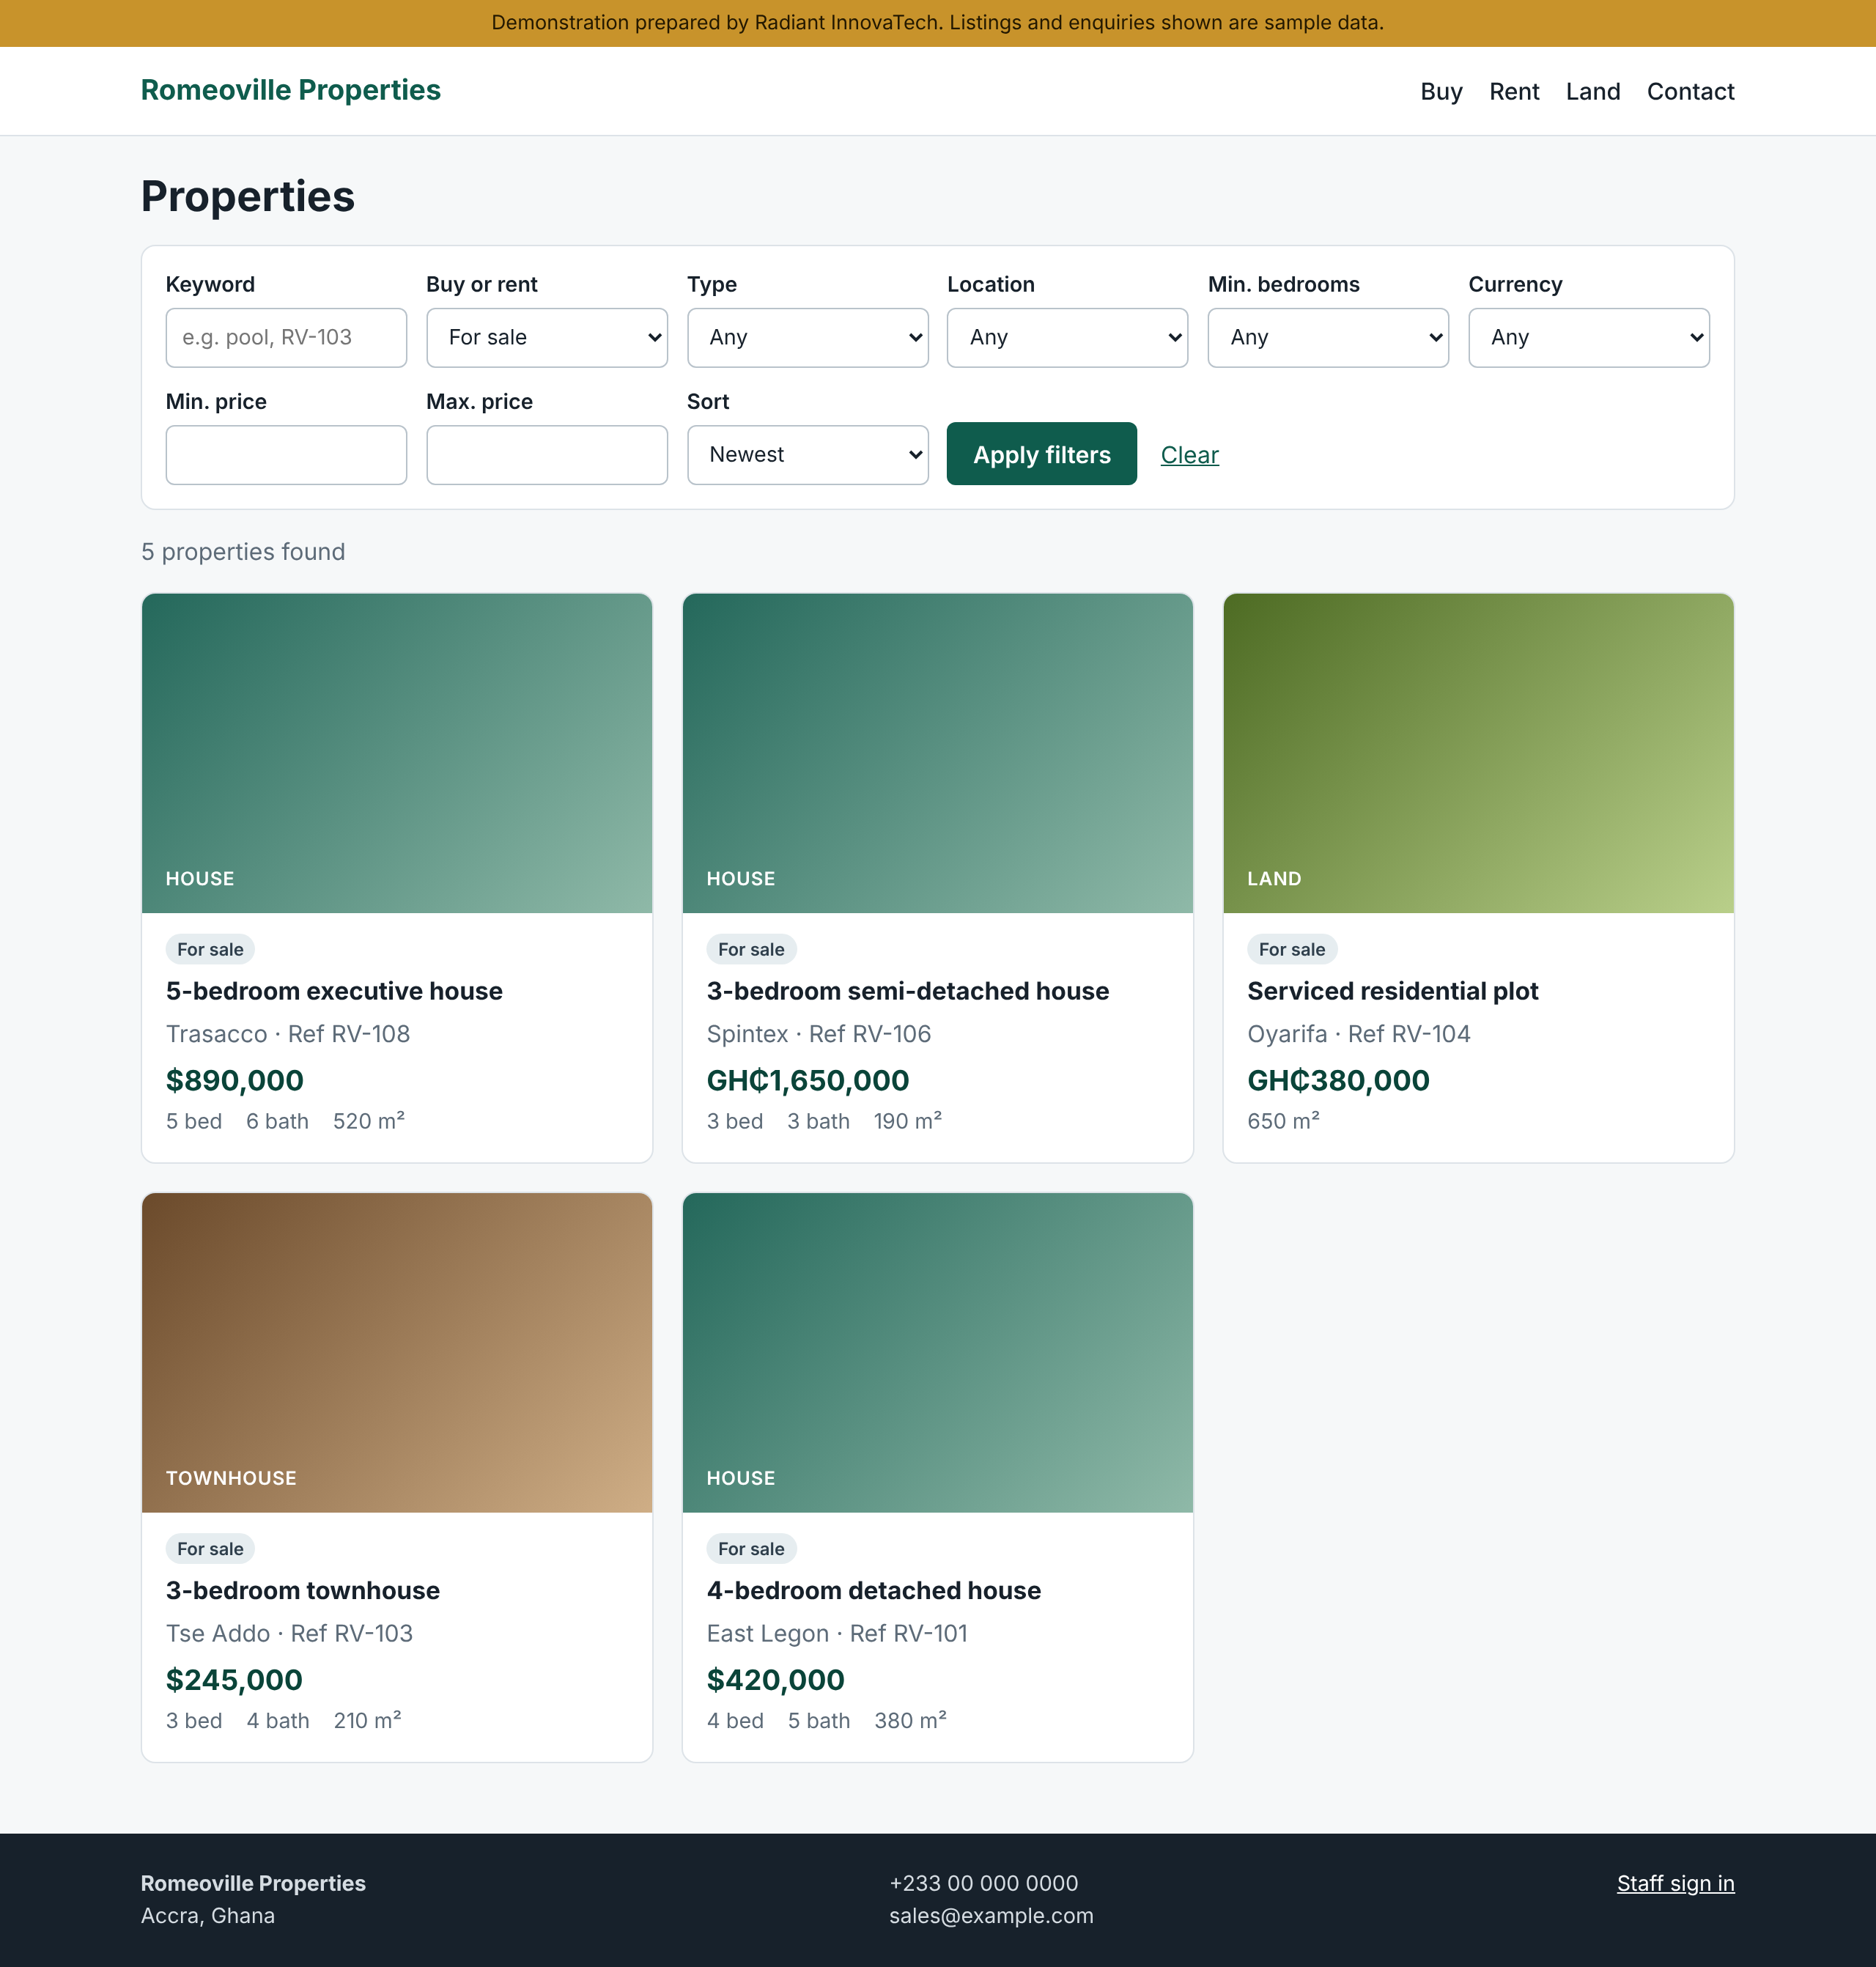 Demonstration prepared by Radiant InnovaTech. Listings and enquiries shown are sample data.
Romeoville Properties
Buy Rent Land Contact
Properties
Keyword Buy or rent Type Location Min. bedrooms Currency
e.g. pool, RV-103 For sale Any Any Any Any
Min. price Max. price Sort
Newest Apply filters Clear
5 properties found
HOUSE
For sale
5-bedroom executive house
Trasacco · Ref RV-108
$890,000
5 bed 6 bath 520 m²
HOUSE
For sale
3-bedroom semi-detached house
Spintex · Ref RV-106
GH₵1,650,000
3 bed 3 bath 190 m²
LAND
For sale
Serviced residential plot
Oyarifa · Ref RV-104
GH₵380,000
650 m²
TOWNHOUSE
For sale
3-bedroom townhouse
Tse Addo · Ref RV-103
$245,000
3 bed 4 bath 210 m²
HOUSE
For sale
4-bedroom detached house
East Legon · Ref RV-101
$420,000
4 bed 5 bath 380 m²
Romeoville Properties
Accra, Ghana
+233 00 000 0000
sales@example.com
Staff sign in